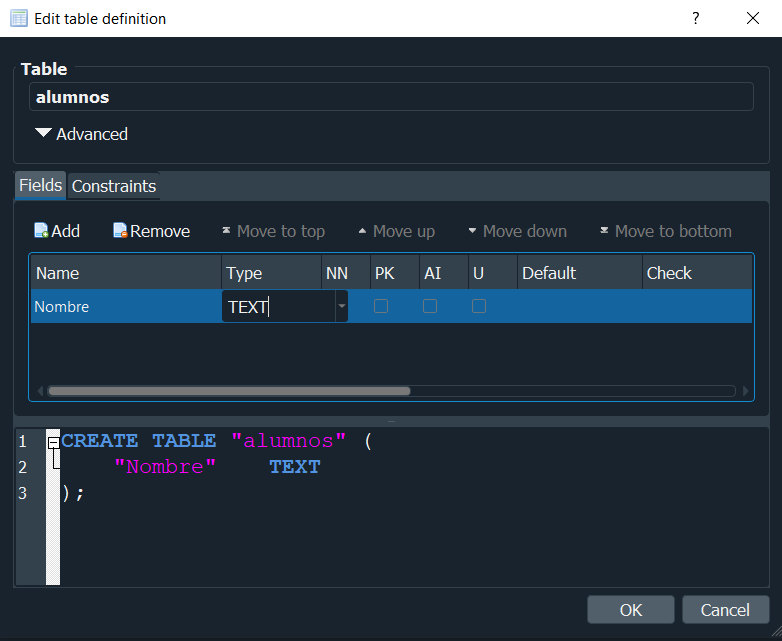 Edit table definition ?
Table
alumnos
Advanced
Fields Constraints
Add Remove Move to top Move up Move down Move to bottom
Name Type NN PK AI U Default Check
Nombre TEXT
1 CREATE TABLE "alumnos" (
2 "Nombre" TEXT
3 );
OK Cancel